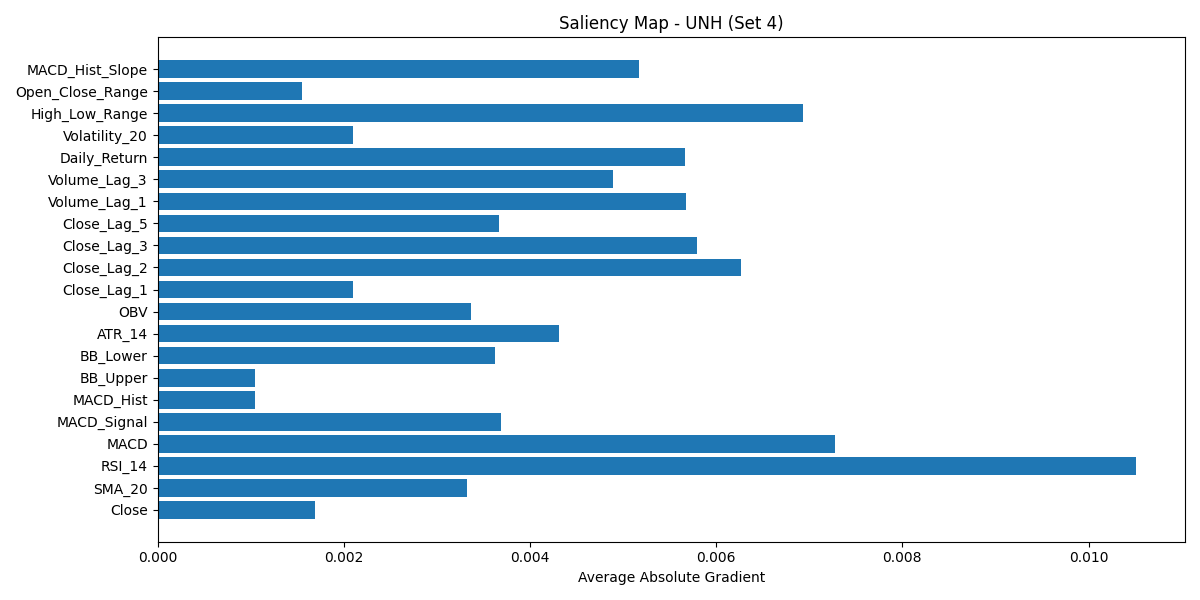 Saliency Map - UNH (Set 4)
MACD_Hist_Slope
Open_Close_Range
High_Low_Range
Volatility_20
Daily_Return
Volume_Lag_3
Volume_Lag_1
Close_Lag_5
Close_Lag_3
Close_Lag_2
Close_Lag_1
OBV
ATR_14
BB_Lower
BB_Upper
MACD_Hist
MACD_Signal
MACD
RSI_14
SMA_20
Close
0.000 0.002 0.004 0.006 0.008 0.010
Average Absolute Gradient